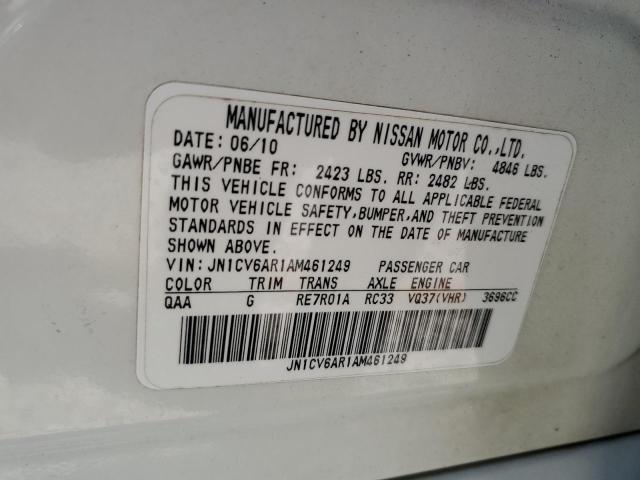 MANUFACTURED BY NISSAN MOTOR CO.,LTD.
DATE: 06/10 GVWR/PNBV: 4846 LBS.
GAWR/PNBE FR: 2423 LBS. RR: 2482 LBS.
THIS VEHICLE CONFORMS TO ALL APPLICABLE FEDERAL
MOTOR VEHICLE SAFETY, BUMPER, AND THEFT PREVENTION
STANDARDS IN EFFECT ON THE DATE OF MANUFACTURE
SHOWN ABOVE.
VIN: JN1CV6AR1AM461249 PASSENGER CAR
COLOR TRIM TRANS AXLE ENGINE
QAA G RE7R01A RC33 VQ37(VHR) 3696CC
JN1CV6AR1AM461249